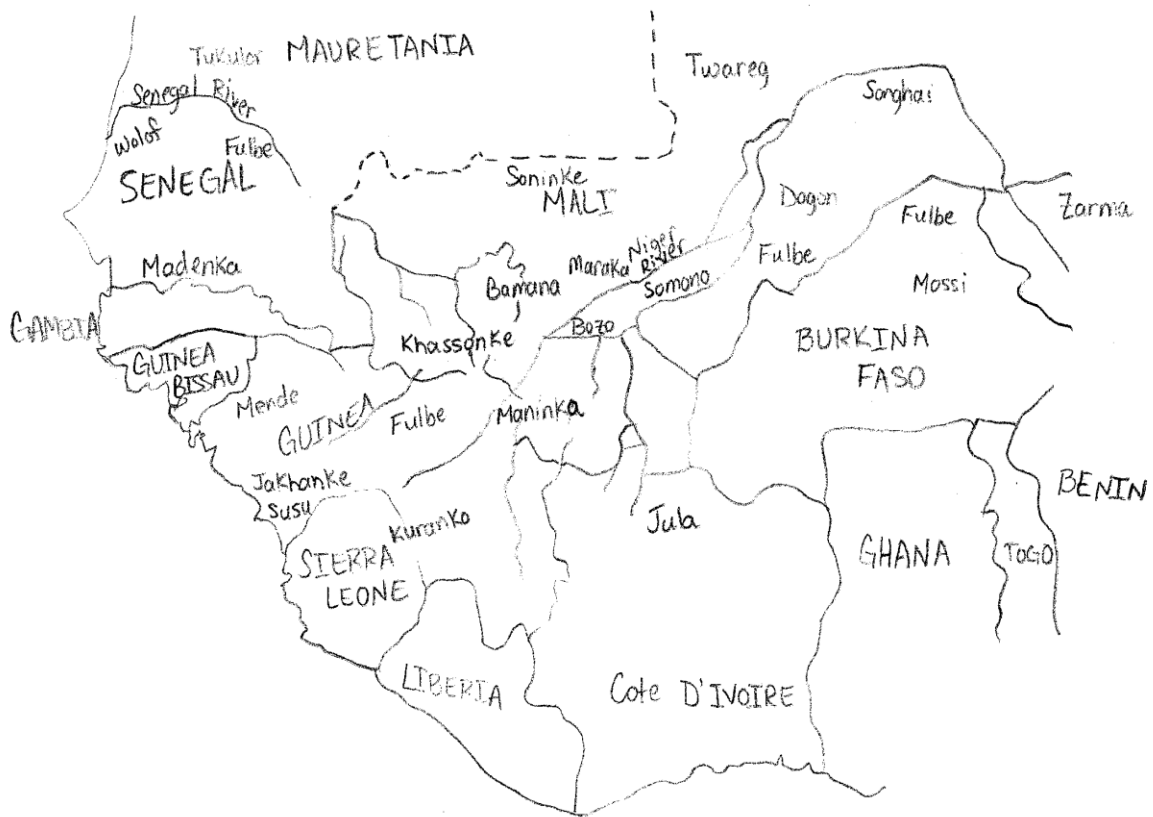 Tukulor MAURETANIA
Twareg
Songhai
Senegal River
Wolof
Fulbe
SENEGAL
Soninke
MALI
Dogon
Fulbe
Zarma
Madenka
Maraka
Niger
River
Fulbe
Mossi
Bamana
Somono
GAMBIA
Bozo
Khassonke
BURKINA
FASO
GUINEA
BISSAU
Mende
GUINEA
Fulbe
Maninka
Jakhanke
Susu
Kuranko
Jula
BENIN
SIERRA
LEONE
GHANA
TOGO
LIBERIA
Cote D'IVOIRE